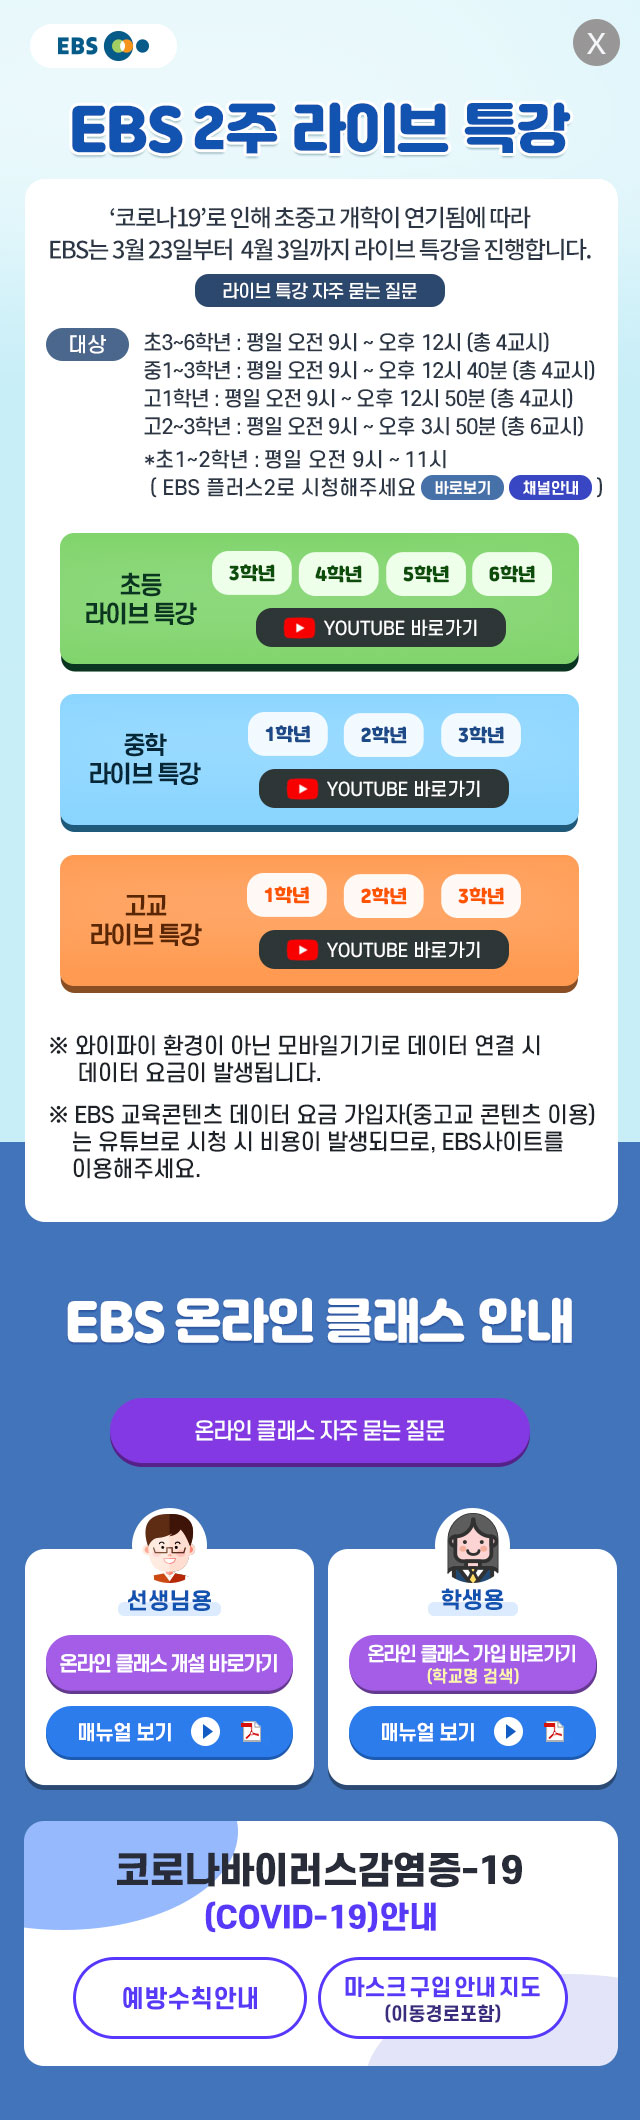 EBS
X
EBS 2주 라이브 특강
‘코로나19’로 인해 초중고 개학이 연기됨에 따라
EBS는 3월 23일부터 4월 3일까지 라이브 특강을 진행합니다.
라이브 특강 자주 묻는 질문
대상
초3~6학년 : 평일 오전 9시 ~ 오후 12시 (총 4교시)
중1~3학년 : 평일 오전 9시 ~ 오후 12시 40분 (총 4교시)
고1학년 : 평일 오전 9시 ~ 오후 12시 50분 (총 4교시)
고2~3학년 : 평일 오전 9시 ~ 오후 3시 50분 (총 6교시)
*초1~2학년 : 평일 오전 9시 ~ 11시
( EBS 플러스2로 시청해주세요 바로보기 채널안내 )
초등
라이브 특강
3학년 4학년 5학년 6학년
YOUTUBE 바로가기
중학
라이브 특강
1학년 2학년 3학년
YOUTUBE 바로가기
고교
라이브 특강
1학년 2학년 3학년
YOUTUBE 바로가기
※ 와이파이 환경이 아닌 모바일기기로 데이터 연결 시
데이터 요금이 발생됩니다.
※ EBS 교육콘텐츠 데이터 요금 가입자(중고교 콘텐츠 이용)
는 유튜브로 시청 시 비용이 발생되므로, EBS사이트를
이용해주세요.
EBS 온라인 클래스 안내
온라인 클래스 자주 묻는 질문
선생님용
온라인 클래스 개설 바로가기
매뉴얼 보기
학생용
온라인 클래스 가입 바로가기
(학교명 검색)
매뉴얼 보기
코로나바이러스감염증-19
(COVID-19)안내
예방수칙안내
마스크 구입 안내 지도
(이동경로포함)